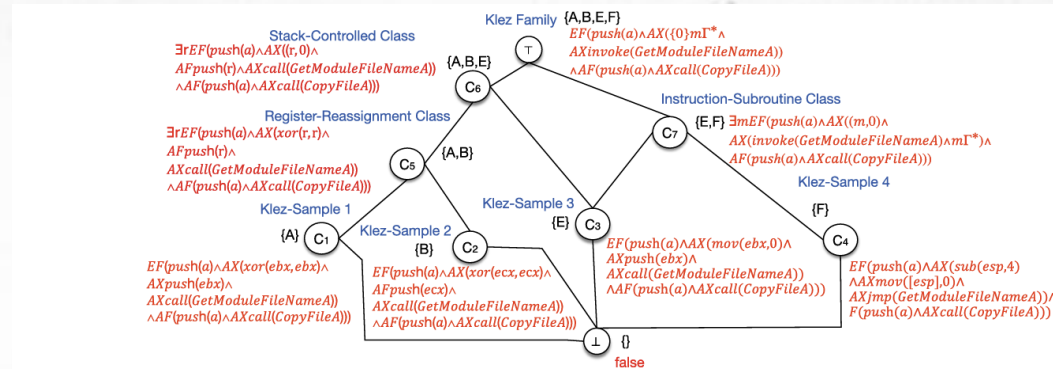 Klez Family {A,B,E,F}
EF(push(a)∧AX({0}mΓ*∧
AXinvoke(GetModuleFileNameA))
∧AF(push(a)∧AXcall(CopyFileA)))
⊤
Stack-Controlled Class
∃rEF(push(a)∧AX((r,0)∧
AFpush(r)∧AXcall(GetModuleFileNameA))
∧AF(push(a)∧AXcall(CopyFileA)))
{A,B,E}
C6
Instruction-Subroutine Class
C7
{E,F}
∃mEF(push(a)∧AX((m,0)∧
AX(invoke(GetModuleFileNameA)∧mΓ*)∧
AF(push(a)∧AXcall(CopyFileA)))
Register-Reassignment Class
∃rEF(push(a)∧AX(xor(r,r)∧
AFpush(r)∧
AXcall(GetModuleFileNameA))
∧AF(push(a)∧AXcall(CopyFileA)))
C5
{A,B}
Klez-Sample 1
{A}
C1
EF(push(a)∧AX(xor(ebx,ebx)∧
AXpush(ebx)∧
AXcall(GetModuleFileNameA))
∧AF(push(a)∧AXcall(CopyFileA)))
Klez-Sample 2
{B}
C2
EF(push(a)∧AX(xor(ecx,ecx)∧
AFpush(ecx)∧
AXcall(GetModuleFileNameA))
∧AF(push(a)∧AXcall(CopyFileA)))
Klez-Sample 3
{E}
C3
EF(push(a)∧AX(mov(ebx,0)∧
AXpush(ebx)∧
AXcall(GetModuleFileNameA))
∧AF(push(a)∧AXcall(CopyFileA)))
Klez-Sample 4
{F}
C4
EF(push(a)∧AX(sub(esp,4)
∧AXmov([esp],0)∧
AXjmp(GetModuleFileNameA))∧
F(push(a)∧AXcall(CopyFileA)))
⊥
{}
false